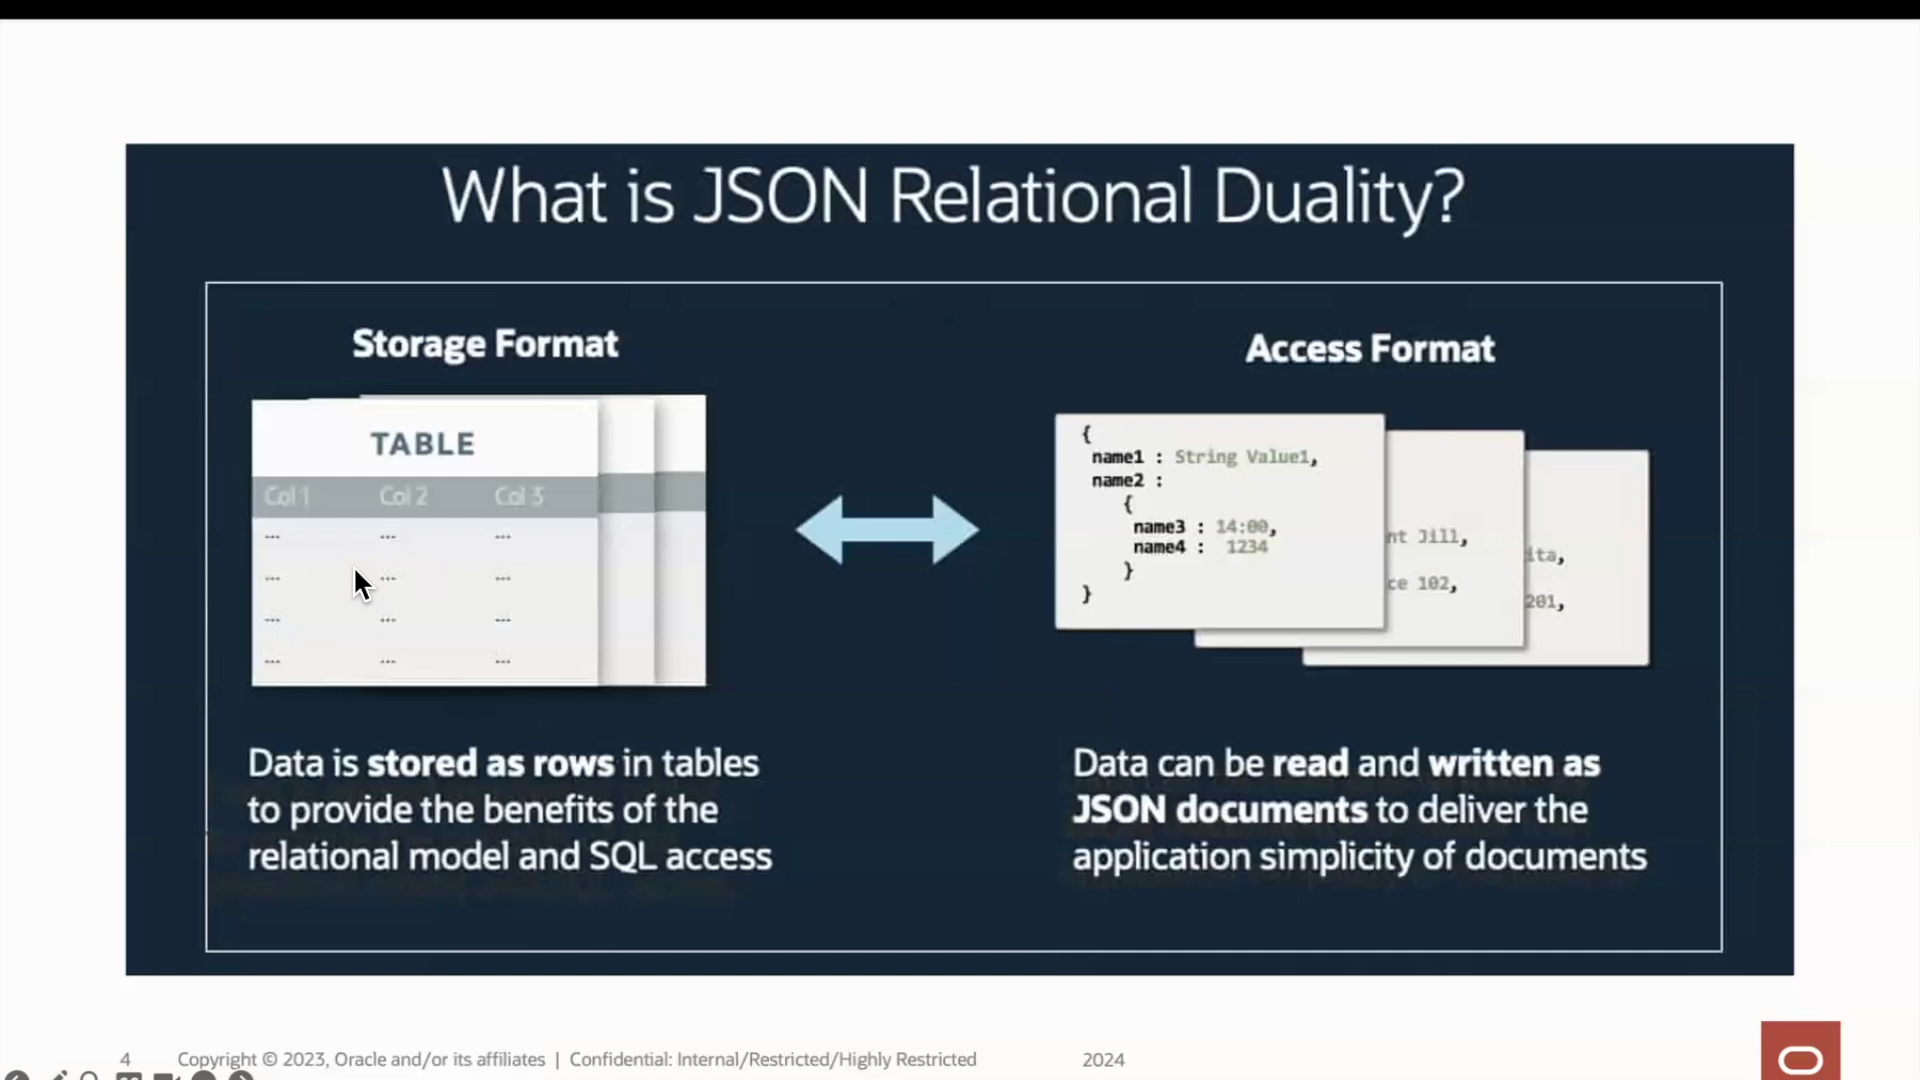 What is JSON Relational Duality?
Storage Format
TABLE
Col 1 Col 2 Col 3
... ... ...
... ... ...
... ... ...
... ... ...
Data is stored as rows in tables
to provide the benefits of the
relational model and SQL access
Access Format
{
name1 : String Value1,
name2 :
{
name3 : 14:00,
name4 : 1234
}
}
nt Jill,
ce 102,
ita,
201,
Data can be read and written as
JSON documents to deliver the
application simplicity of documents
4 Copyright © 2023, Oracle and/or its affiliates | Confidential: Internal/Restricted/Highly Restricted 2024